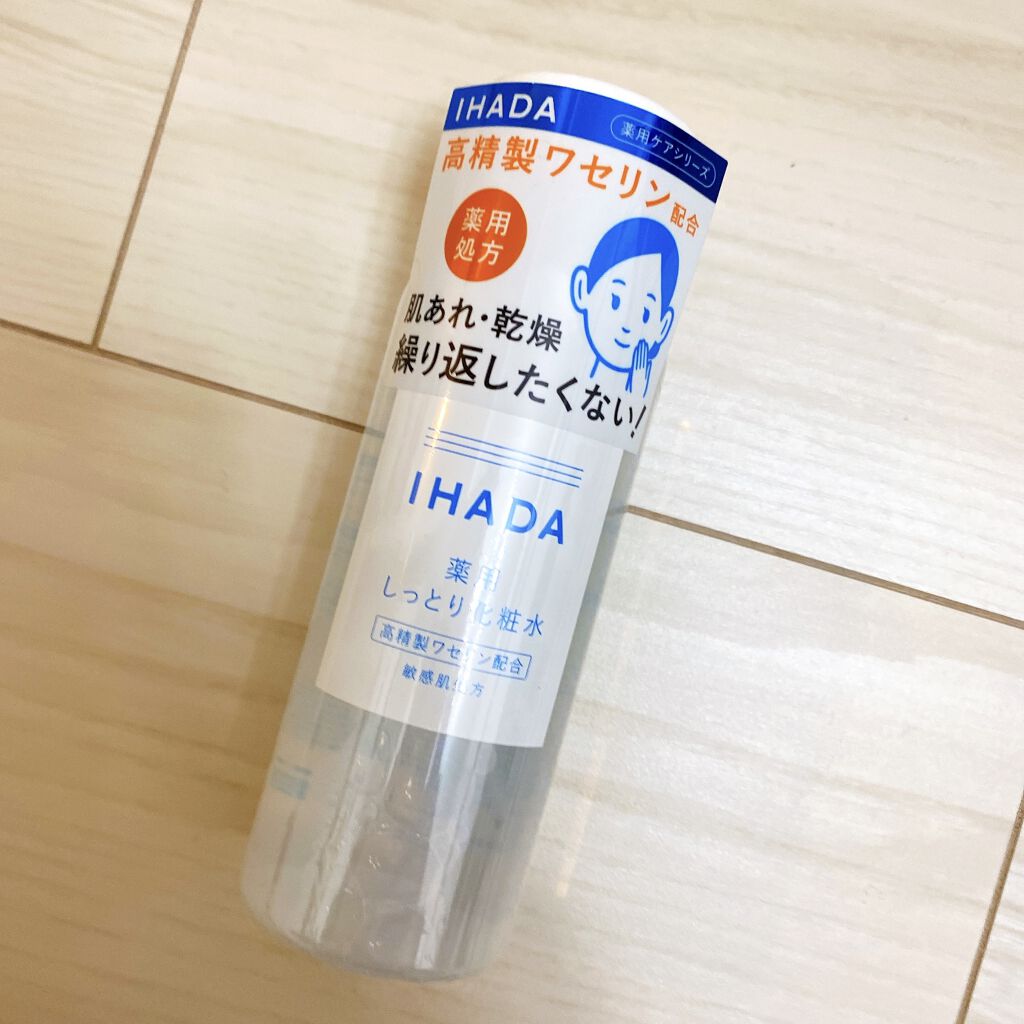 IHADA
薬用ケアシリーズ
高精製ワセリン配合
薬用
処方
肌あれ・乾燥
繰り返したくない!
IHADA
薬用
しっとり化粧水
高精製ワセリン配合
敏感肌処方